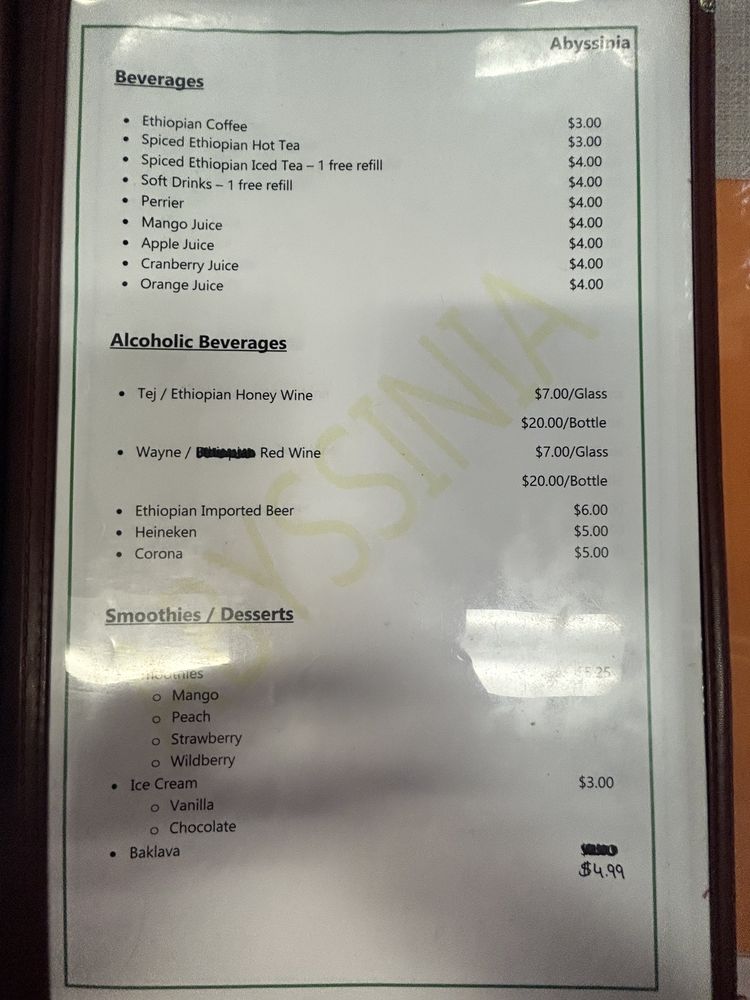 Abyssinia
Beverages
• Ethiopian Coffee $3.00
• Spiced Ethiopian Hot Tea $3.00
• Spiced Ethiopian Iced Tea – 1 free refill $4.00
• Soft Drinks – 1 free refill $4.00
• Perrier $4.00
• Mango Juice $4.00
• Apple Juice $4.00
• Cranberry Juice $4.00
• Orange Juice $4.00
Alcoholic Beverages
• Tej / Ethiopian Honey Wine $7.00/Glass
$20.00/Bottle
• Wayne / Red Wine $7.00/Glass
$20.00/Bottle
• Ethiopian Imported Beer $6.00
• Heineken $5.00
• Corona $5.00
ABYSSINIA
Smoothies / Desserts
Smoothies $5.25
o Mango
o Peach
o Strawberry
o Wildberry
• Ice Cream $3.00
o Vanilla
o Chocolate
• Baklava
$4.99